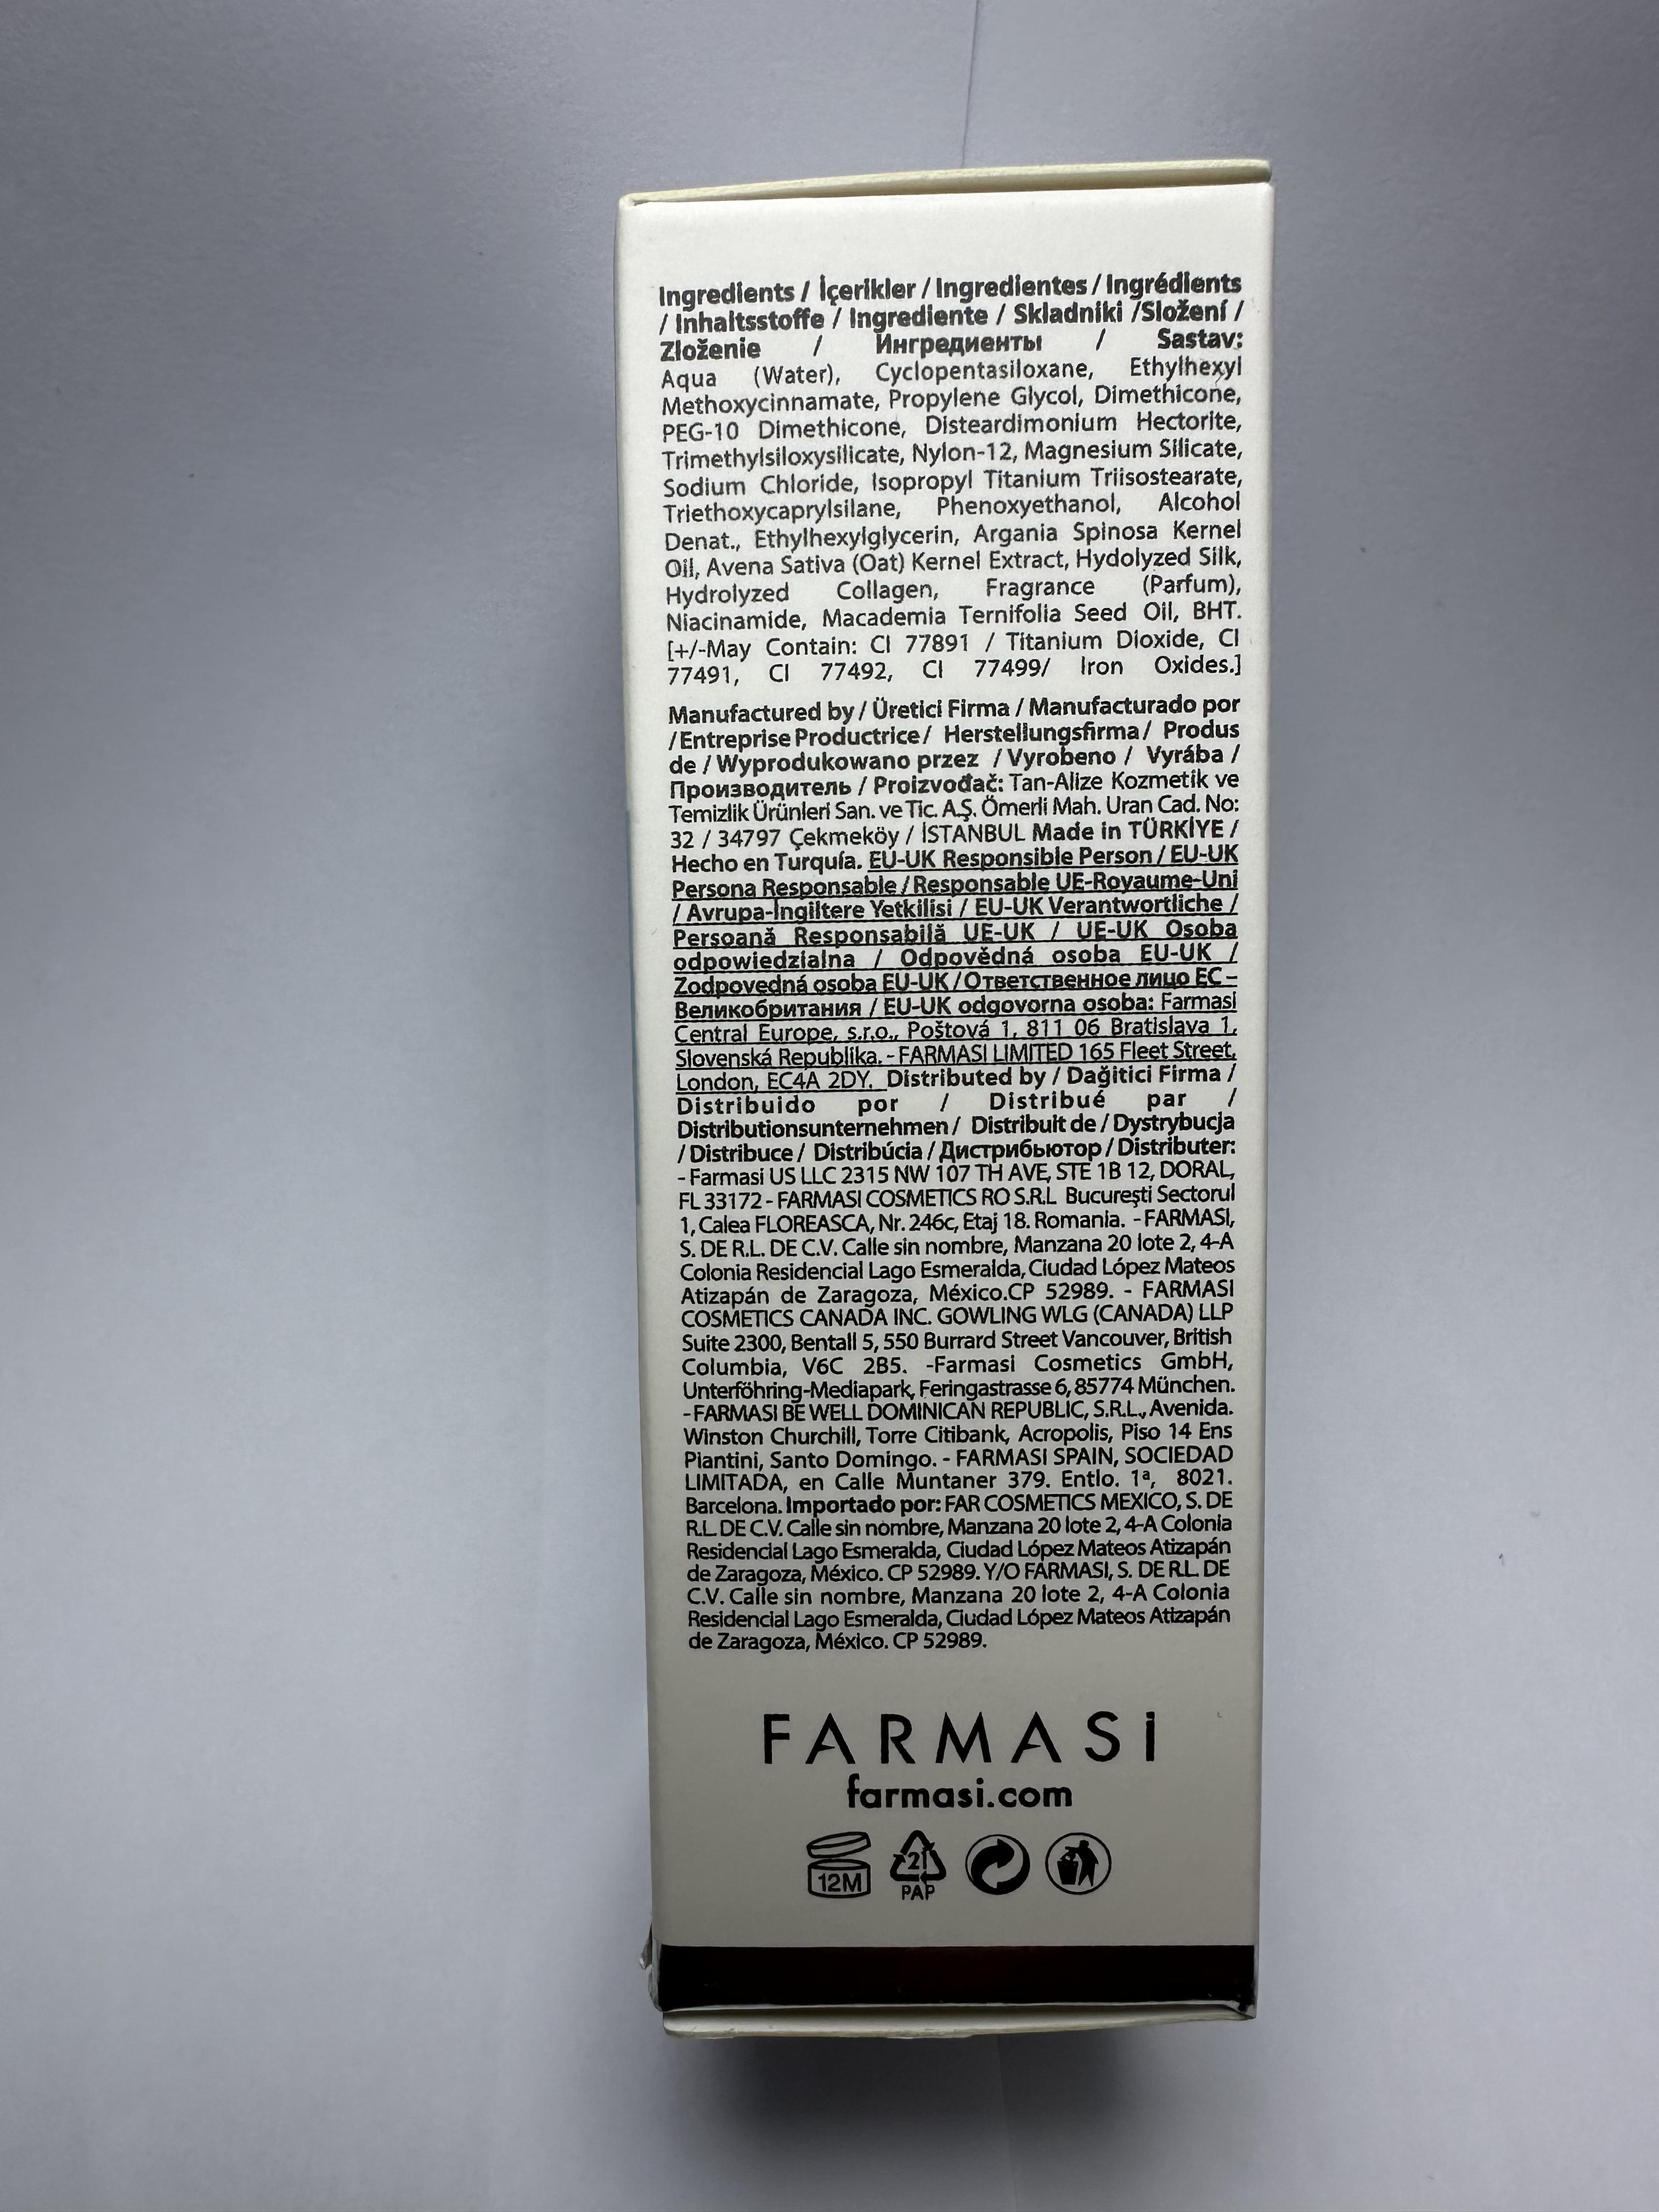 Ingredients / İçerikler / Ingredientes / Ingrédients
/ Inhaltsstoffe / Ingrediente / Skladniki /Složení /
Zloženie / Ингредиенты / Sastav:
Aqua (Water), Cyclopentasiloxane, Ethylhexyl
Methoxycinnamate, Propylene Glycol, Dimethicone,
PEG-10 Dimethicone, Disteardimonium Hectorite,
Trimethylsiloxysilicate, Nylon-12, Magnesium Silicate,
Sodium Chloride, Isopropyl Titanium Triisostearate,
Triethoxycaprylsilane, Phenoxyethanol, Alcohol
Denat., Ethylhexylglycerin, Argania Spinosa Kernel
Oil, Avena Sativa (Oat) Kernel Extract, Hydolyzed Silk,
Hydrolyzed Collagen, Fragrance (Parfum),
Niacinamide, Macademia Ternifolia Seed Oil, BHT.
[+/-May Contain: CI 77891 / Titanium Dioxide, CI
77491, CI 77492, CI 77499/ Iron Oxides.]
Manufactured by / Üretici Firma / Manufacturado por
/ Entreprise Productrice / Herstellungsfirma / Produs
de / Wyprodukowano przez / Vyrobeno / Vyrába /
Производитель / Proizvođač: Tan-Alize Kozmetik ve
Temizlik Ürünleri San. ve Tic. A.Ş. Ömerli Mah. Uran Cad. No:
32 / 34797 Çekmeköy / İSTANBUL Made in TÜRKİYE /
Hecho en Turquía. EU-UK Responsible Person / EU-UK
Persona Responsable / Responsable UE-Royaume-Uni
/ Avrupa-İngiltere Yetkilisi / EU-UK Verantwortliche /
Persoană Responsabilă UE-UK / UE-UK Osoba
odpowiedzialna / Odpovědná osoba EU-UK /
Zodpovedná osoba EU-UK / Ответственное лицо ЕС –
Великобритания / EU-UK odgovorna osoba: Farmasi
Central Europe, s.r.o., Poštová 1, 811 06 Bratislava 1,
Slovenská Republika. - FARMASI LIMITED 165 Fleet Street,
London, EC4A 2DY. Distributed by / Dağitici Firma /
Distribuido por / Distribué par /
Distributionsunternehmen / Distribuit de / Dystrybucja
/ Distribuce / Distribúcia / Дистрибьютор / Distributer:
- Farmasi US LLC 2315 NW 107 TH AVE, STE 1B 12, DORAL,
FL 33172 - FARMASI COSMETICS RO S.R.L Bucureşti Sectorul
1, Calea FLOREASCA, Nr. 246c, Etaj 18. Romania. - FARMASI,
S. DE R.L. DE C.V. Calle sin nombre, Manzana 20 lote 2, 4-A
Colonia Residencial Lago Esmeralda, Ciudad López Mateos
Atizapán de Zaragoza, México.CP 52989. - FARMASI
COSMETICS CANADA INC. GOWLING WLG (CANADA) LLP
Suite 2300, Bentall 5, 550 Burrard Street Vancouver, British
Columbia, V6C 2B5. -Farmasi Cosmetics GmbH,
Unterföhring-Mediapark, Feringastrasse 6, 85774 München.
- FARMASI BE WELL DOMINICAN REPUBLIC, S.R.L., Avenida.
Winston Churchill, Torre Citibank, Acropolis, Piso 14 Ens
Piantini, Santo Domingo. - FARMASI SPAIN, SOCIEDAD
LIMITADA, en Calle Muntaner 379. Entlo. 1ª, 8021.
Barcelona. Importado por: FAR COSMETICS MEXICO, S. DE
R.L. DE C.V. Calle sin nombre, Manzana 20 lote 2, 4-A Colonia
Residencial Lago Esmeralda, Ciudad López Mateos Atizapán
de Zaragoza, México. CP 52989. Y/O FARMASI, S. DE R.L. DE
C.V. Calle sin nombre, Manzana 20 lote 2, 4-A Colonia
Residencial Lago Esmeralda, Ciudad López Mateos Atizapán
de Zaragoza, México. CP 52989.
FARMASi
farmasi.com
12M 21
PAP